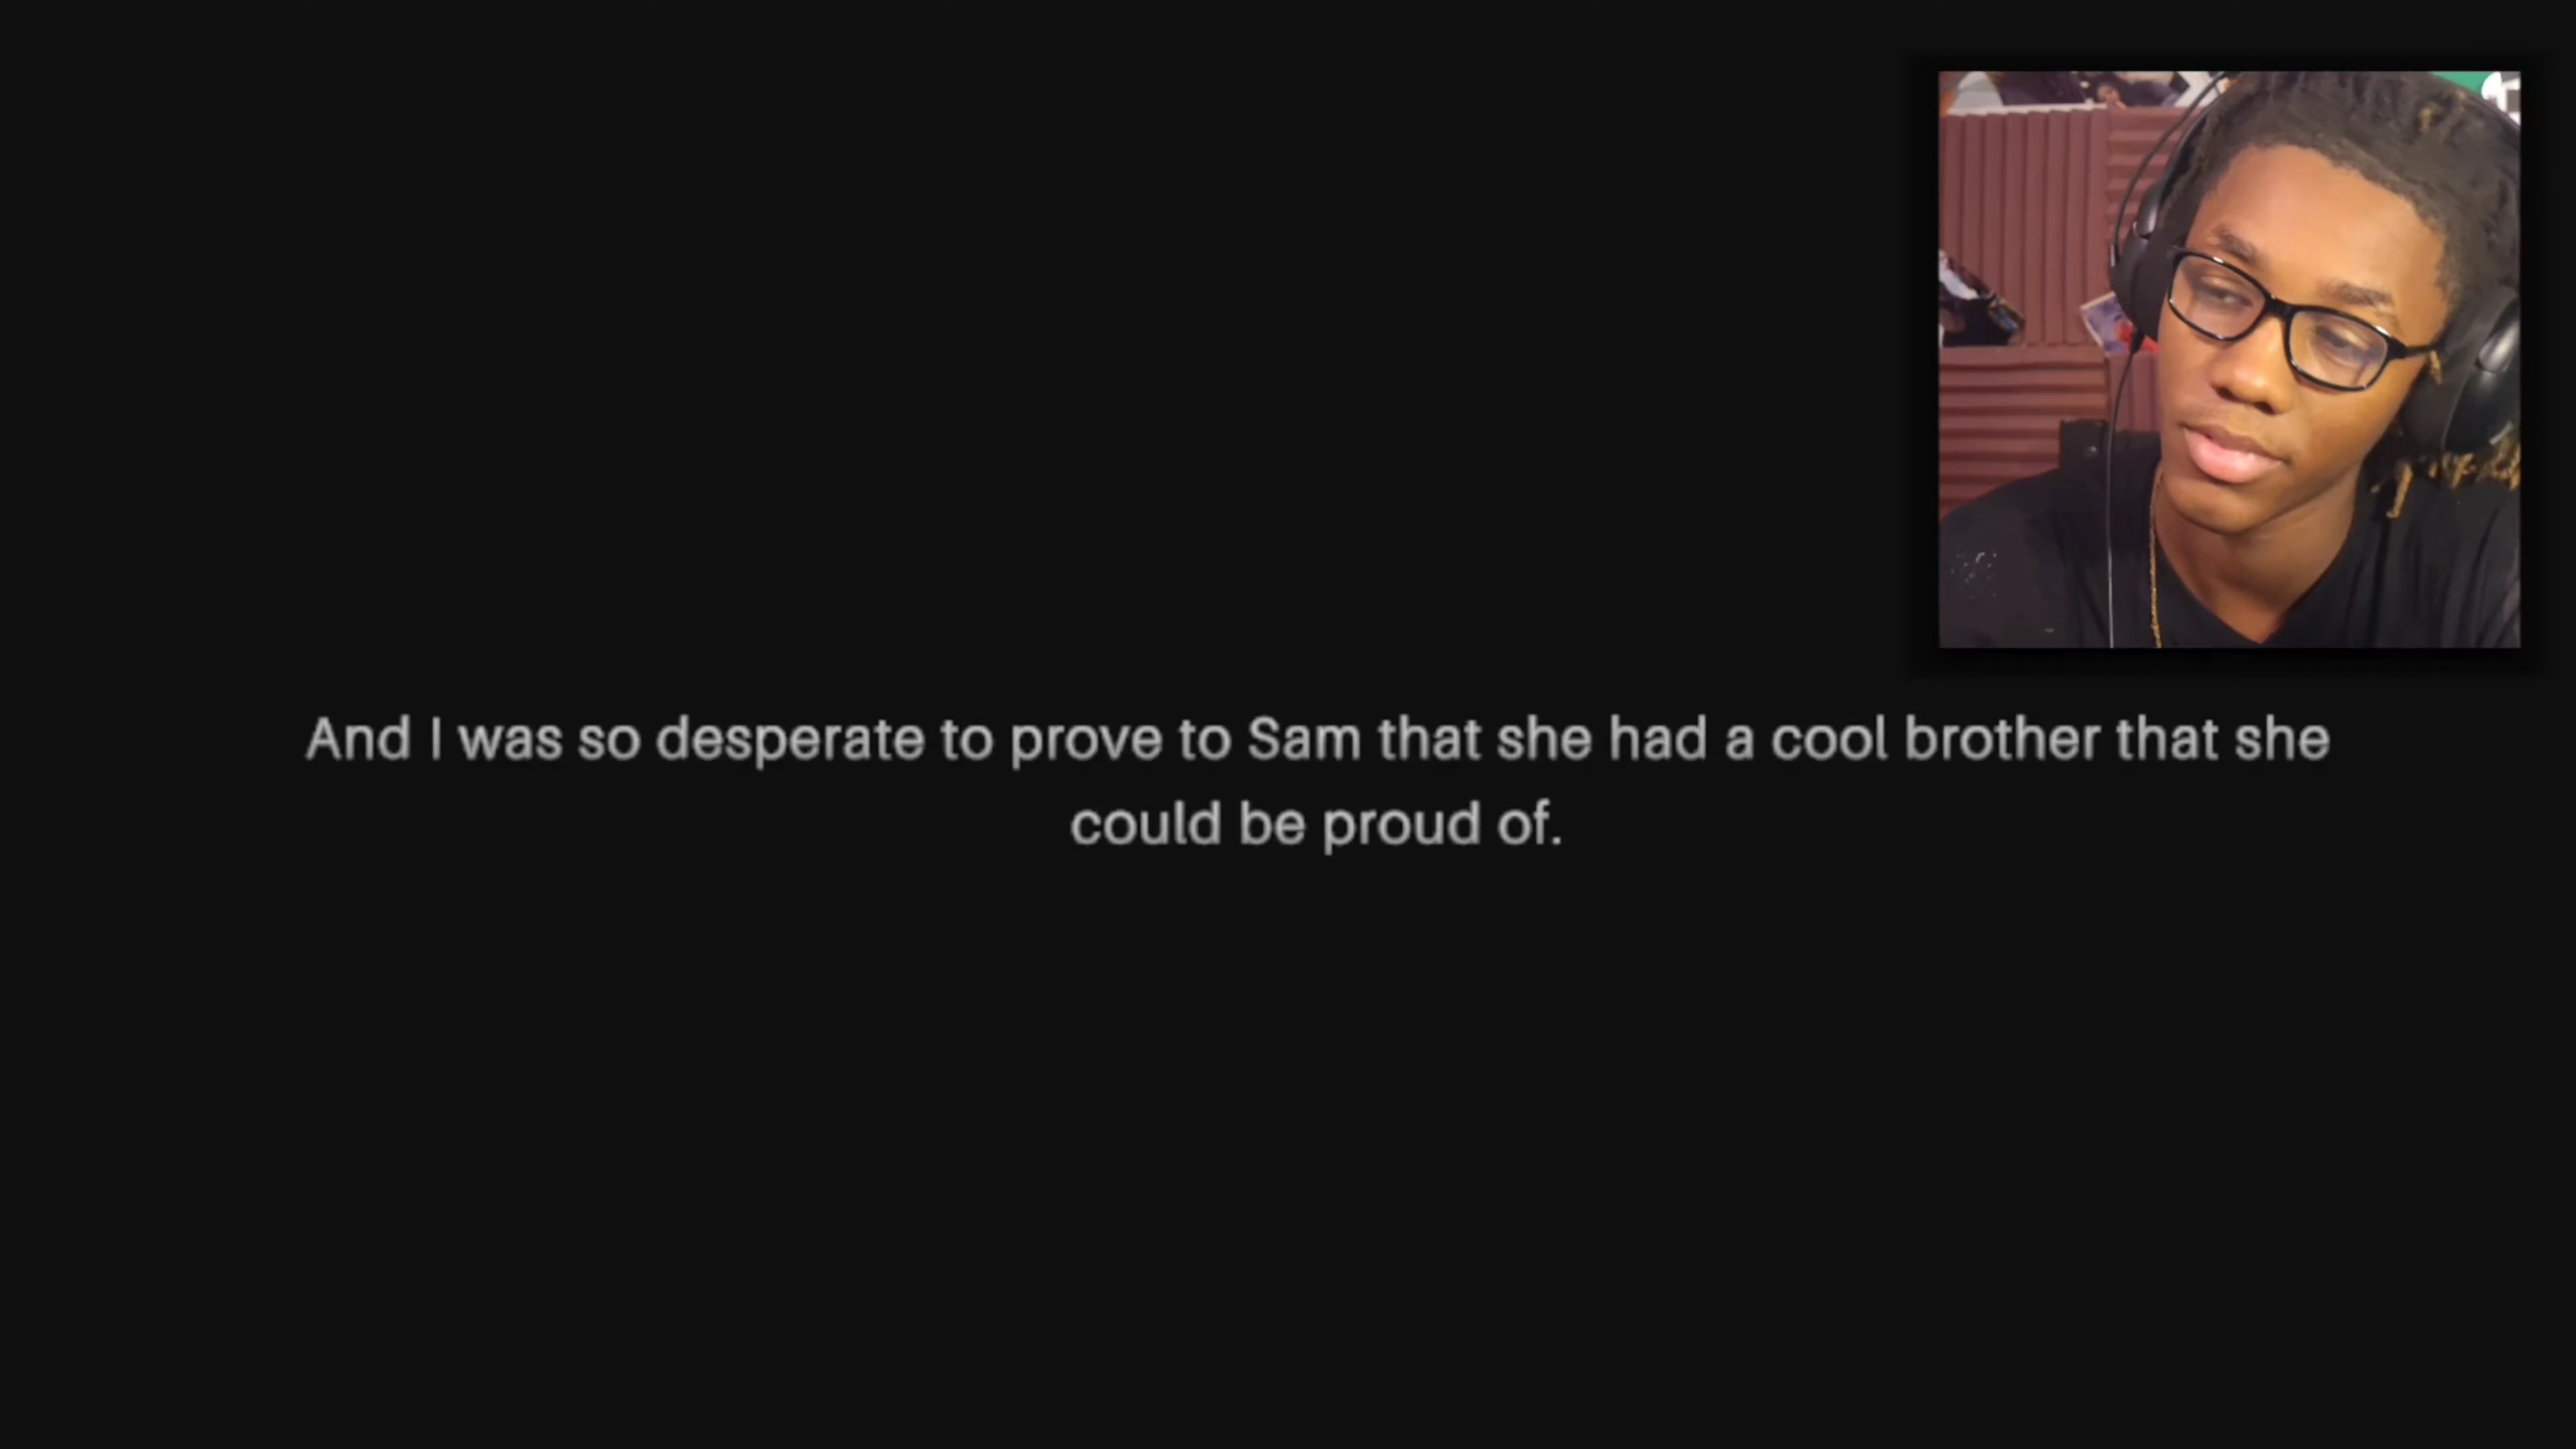 And I was so desperate to prove to Sam that she had a cool brother that she
could be proud of.